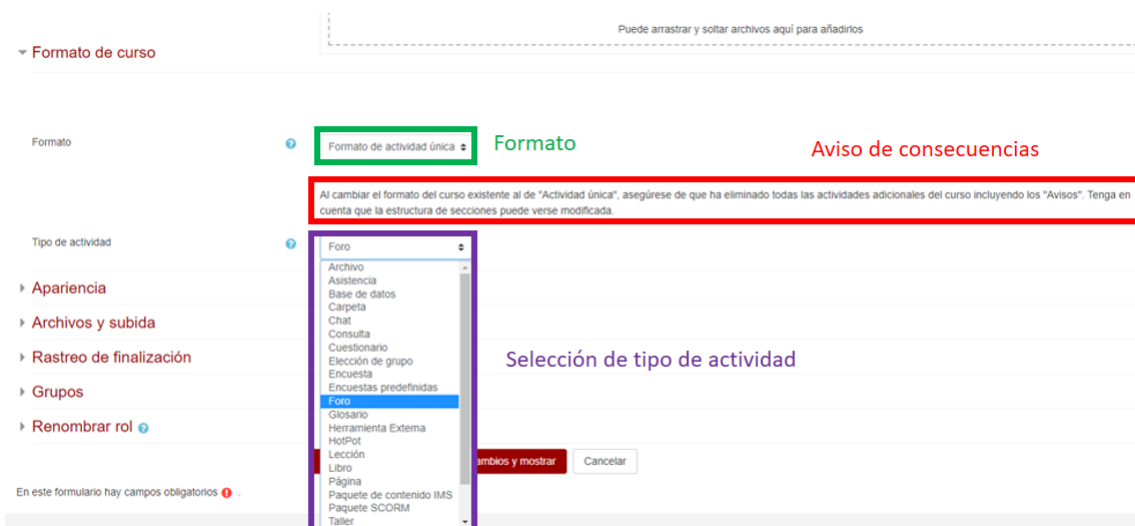 Puede arrastrar y soltar archivos aquí para añadirlos
Formato de curso
Formato
Formato de actividad única
Formato
Aviso de consecuencias
Al cambiar el formato del curso existente al de "Actividad única", asegúrese de que ha eliminado todas las actividades adicionales del curso incluyendo los "Avisos". Tenga en
cuenta que la estructura de secciones puede verse modificada.
Tipo de actividad
Foro
Archivo
Asistencia
Base de datos
Carpeta
Chat
Consulta
Cuestionario
Elección de grupo
Encuesta
Encuestas predefinidas
Foro
Glosario
Herramienta Externa
HotPot
Lección
Libro
Página
Paquete de contenido IMS
Paquete SCORM
Taller
Selección de tipo de actividad
Apariencia
Archivos y subida
Rastreo de finalización
Grupos
Renombrar rol
ambios y mostrar
Cancelar
En este formulario hay campos obligatorios .